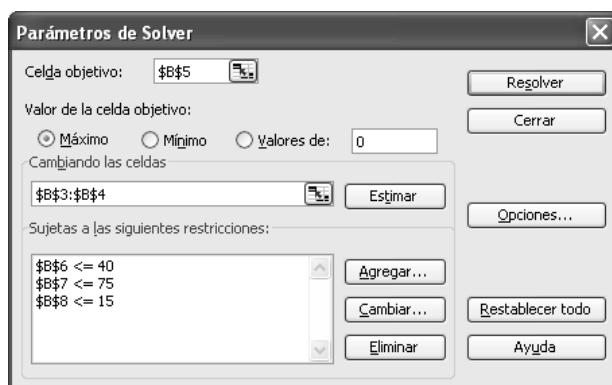 Parámetros de Solver
Celda objetivo: $B$5
Resolver
Valor de la celda objetivo:
Cerrar
Máximo Mínimo Valores de: 0
Cambiando las celdas
$B$3:$B$4 Estimar
Opciones...
Sujetas a las siguientes restricciones:
$B$6 <= 40
$B$7 <= 75
$B$8 <= 15
Agregar...
Cambiar...
Restablecer todo
Eliminar
Ayuda